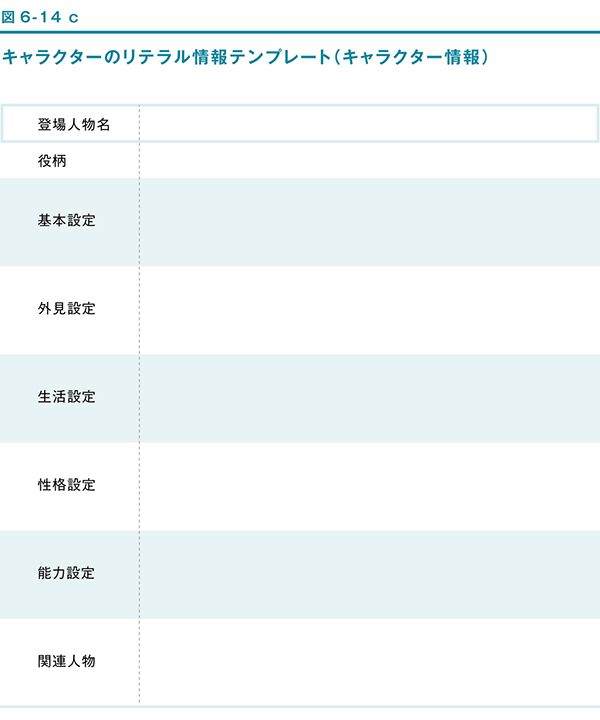 図6-14 c
キャラクターのリテラル情報テンプレート(キャラクター情報)
登場人物名
役柄
基本設定
外見設定
生活設定
性格設定
能力設定
関連人物